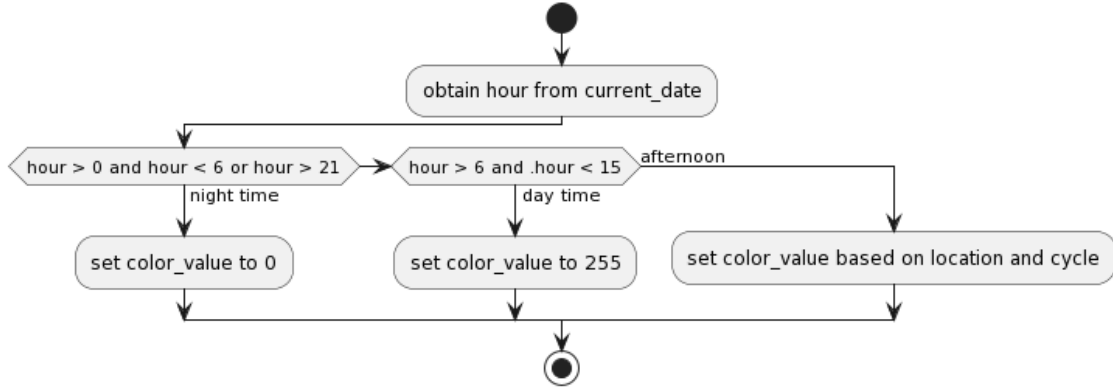 obtain hour from current_date
hour > 0 and hour < 6 or hour > 21
hour > 6 and .hour < 15
afternoon
night time
day time
set color_value to 0
set color_value to 255
set color_value based on location and cycle